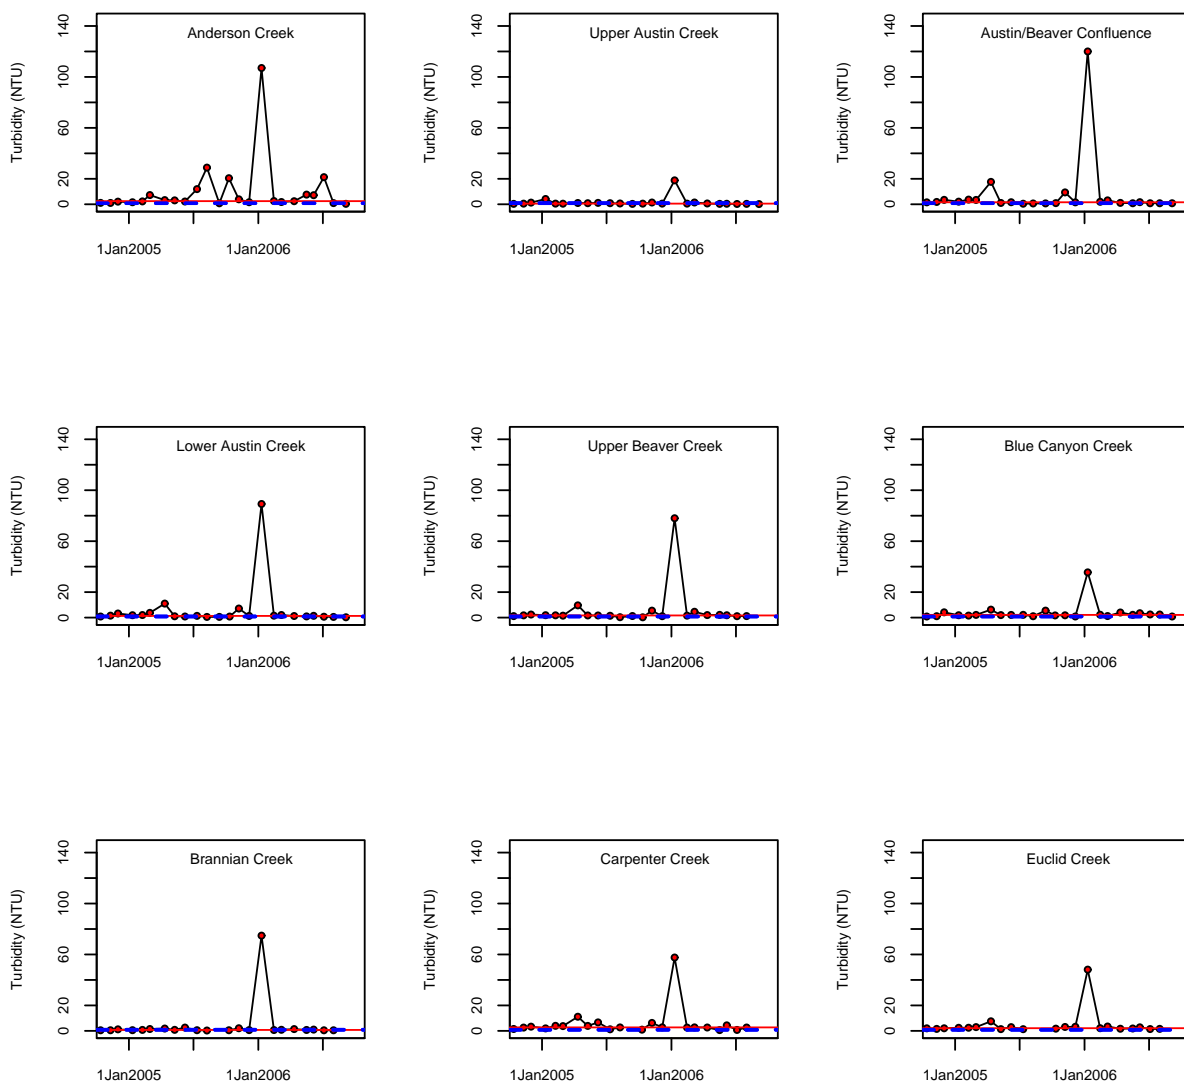 Anderson Creek
Turbidity (NTU)
0 20 60 100 140
1Jan2005 1Jan2006
Upper Austin Creek
Turbidity (NTU)
0 20 60 100 140
1Jan2005 1Jan2006
Austin/Beaver Confluence
Turbidity (NTU)
0 20 60 100 140
1Jan2005 1Jan2006
Lower Austin Creek
Turbidity (NTU)
0 20 60 100 140
1Jan2005 1Jan2006
Upper Beaver Creek
Turbidity (NTU)
0 20 60 100 140
1Jan2005 1Jan2006
Blue Canyon Creek
Turbidity (NTU)
0 20 60 100 140
1Jan2005 1Jan2006
Brannian Creek
Turbidity (NTU)
0 20 60 100 140
1Jan2005 1Jan2006
Carpenter Creek
Turbidity (NTU)
0 20 60 100 140
1Jan2005 1Jan2006
Euclid Creek
Turbidity (NTU)
0 20 60 100 140
1Jan2005 1Jan2006